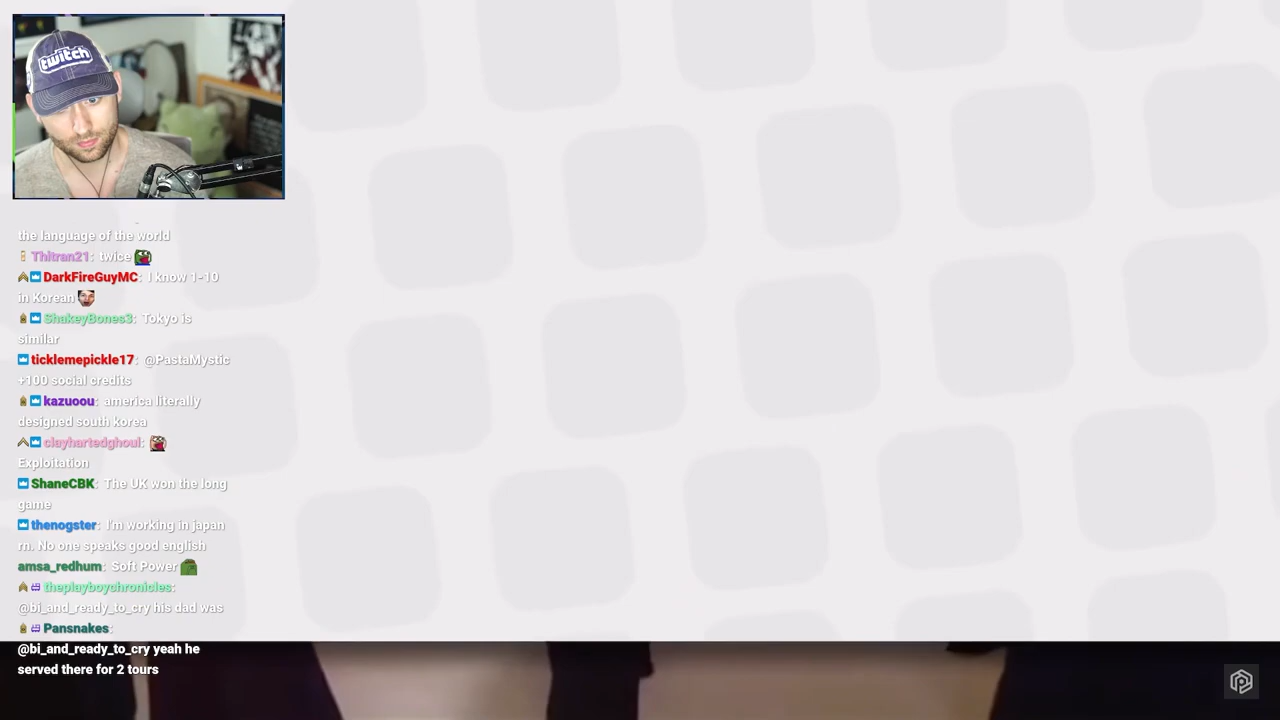 twitch
the language of the world
Thitran21: twice
DarkFireGuyMC: I know 1-10
in Korean
ShakeyBones3: Tokyo is
similar
ticklemepickle17: @PastaMystic
+100 social credits
kazuoou: america literally
designed south korea
clayhartedghoul:
Exploitation
ShaneCBK: The UK won the long
game
thenogster: I'm working in japan
rn. No one speaks good english
amsa_redhum: Soft Power
theplayboychronicles:
@bi_and_ready_to_cry his dad was
Pansnakes:
@bi_and_ready_to_cry yeah he
served there for 2 tours